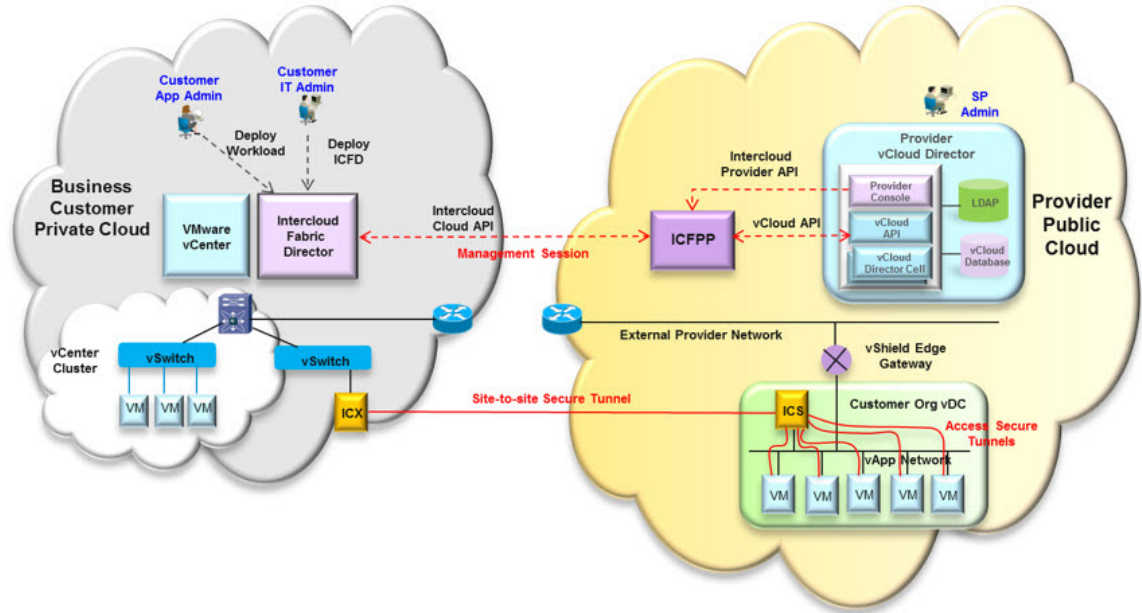 Customer
App Admin
Customer
IT Admin
Deploy
Workload
Deploy
ICFD
Business
Customer
Private Cloud
VMware
vCenter
Intercloud
Fabric
Director
Intercloud
Cloud API
Management Session
vCenter
Cluster
vSwitch
vSwitch
VM
VM
VM
ICX
Site-to-site Secure Tunnel
SP
Admin
Provider
vCloud Director
Intercloud
Provider API
Provider
Console
LDAP
vCloud
API
vCloud
Director Cell
vCloud
Database
ICFPP
vCloud API
Provider
Public
Cloud
External Provider Network
vShield Edge
Gateway
ICS
Customer Org vDC
Access Secure
Tunnels
vApp Network
VM
VM
VM
VM
VM